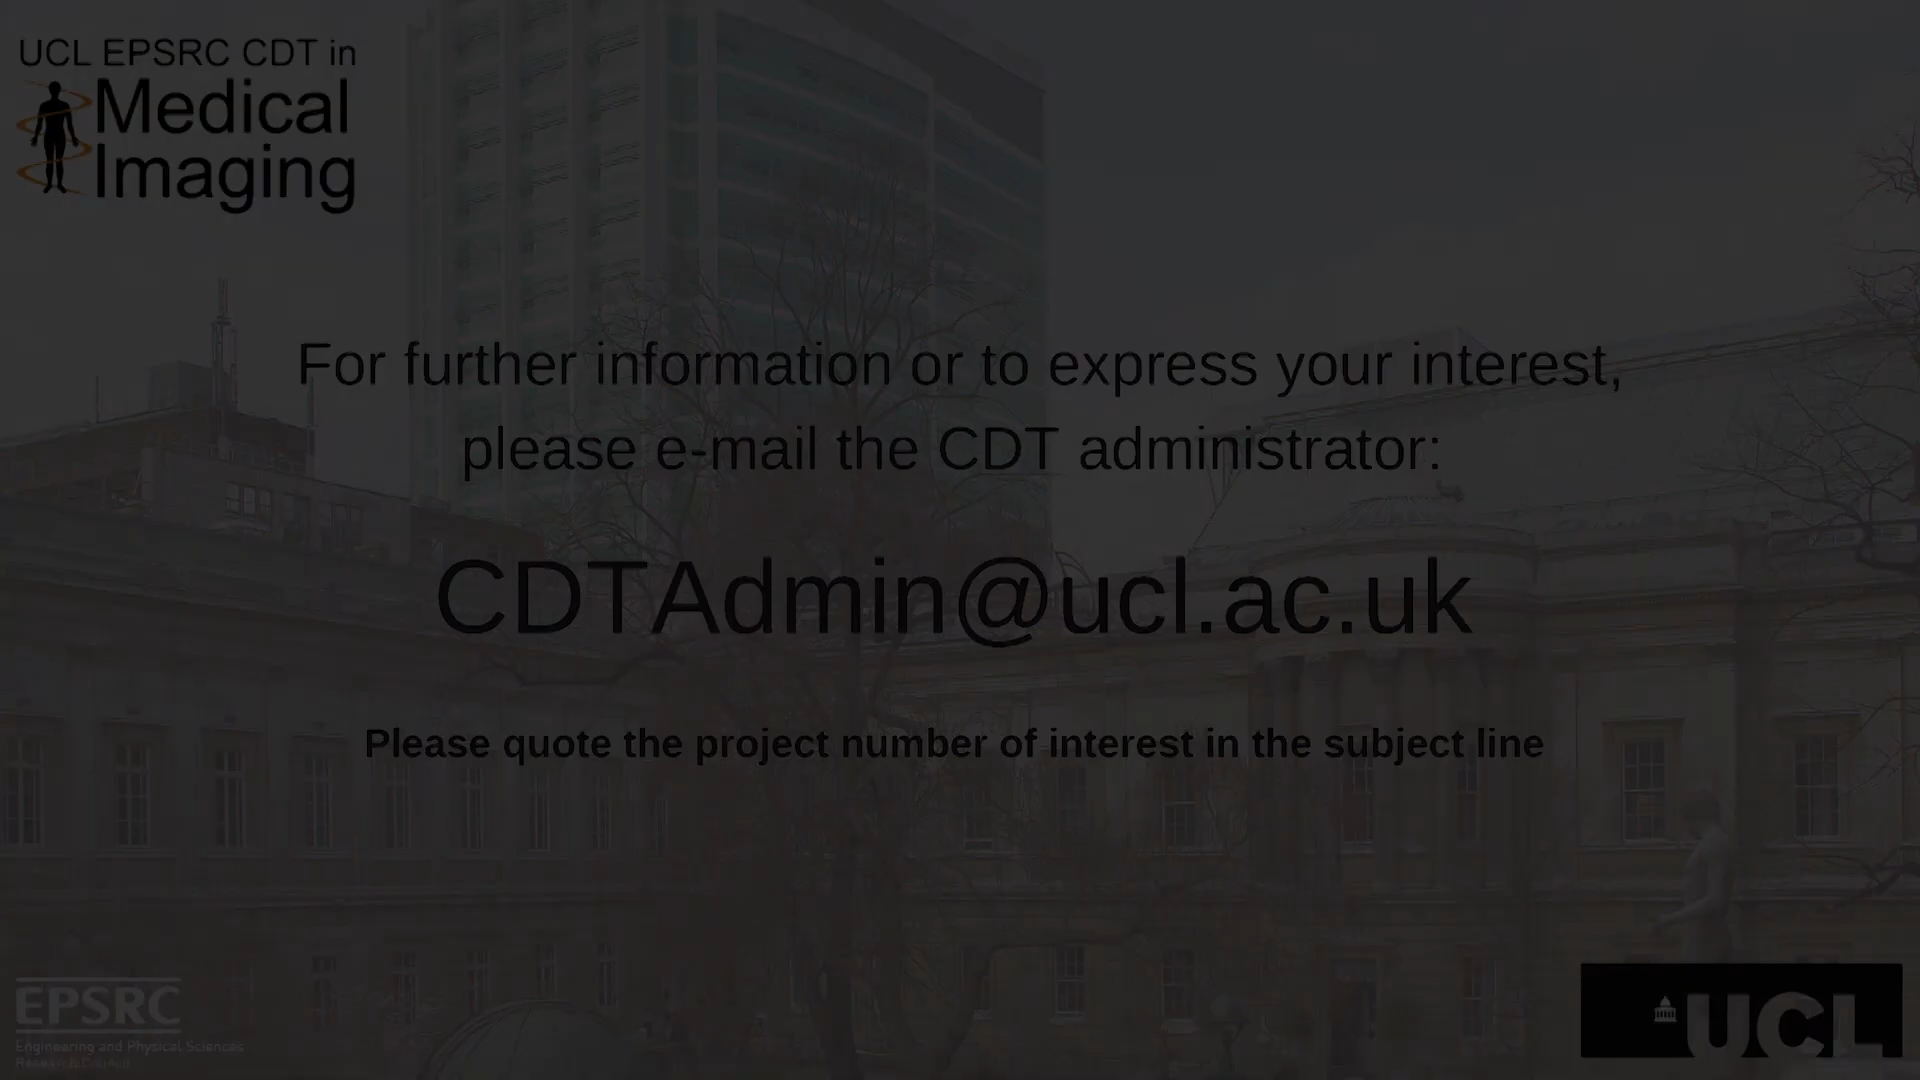 UCL EPSRC CDT in
Medical
Imaging
For further information or to express your interest,
please e-mail the CDT administrator:
CDTAdmin@ucl.ac.uk
Please quote the project number of interest in the subject line
EPSRC
Engineering and Physical Sciences
Research Council
UCL